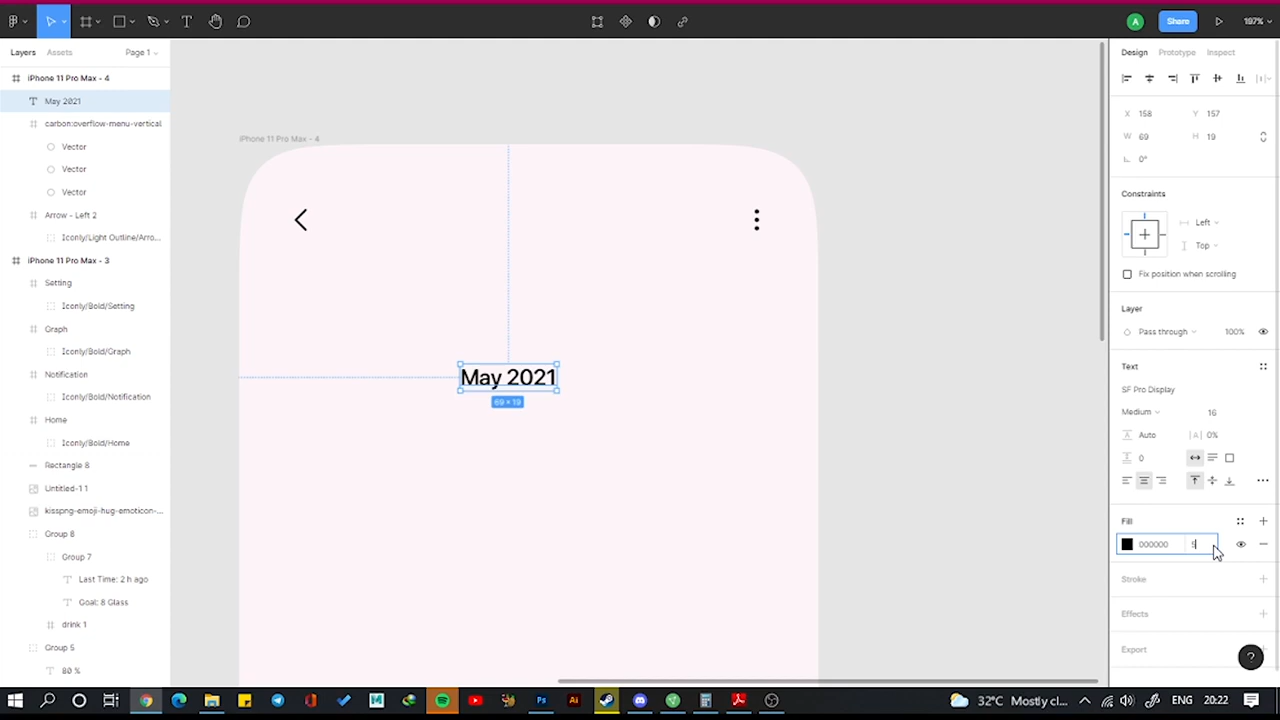 A
Share
197%
Layers
Assets
Page 1
Design
Prototype
Inspect
iPhone 11 Pro Max - 4
May 2021
carbon:overflow-menu-vertical
Vector
Vector
Vector
Arrow - Left 2
Iconly/Light Outline/Arro...
iPhone 11 Pro Max - 3
Setting
Iconly/Bold/Setting
Graph
Iconly/Bold/Graph
Notification
Iconly/Bold/Notification
Home
Iconly/Bold/Home
Rectangle 8
Untitled-1 1
kisspng-emoji-hug-emoticon-...
Group 8
Group 7
Last Time: 2 h ago
Goal: 8 Glass
drink 1
Group 5
80 %
iPhone 11 Pro Max - 4
May 2021
69 × 19
X 158 Y 157
W 69 H 19
0°
Constraints
Left
Top
Fix position when scrolling
Layer
Pass through 100%
Text
SF Pro Display
Medium 16
Auto 0%
0
Fill
000000 5
Stroke
Effects
Export
?
32°C Mostly cl...
ENG
20:22